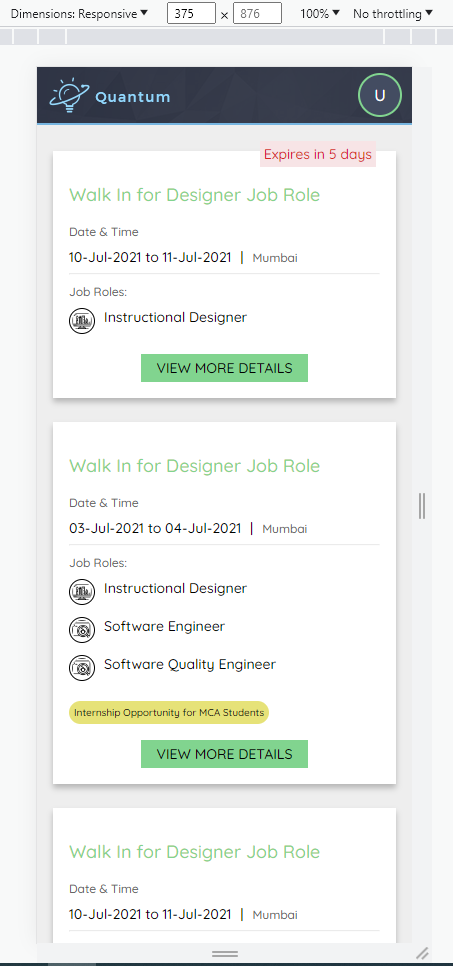 Dimensions: Responsive ▼ 375 x 876 100% ▼ No throttling ▼
Quantum
U
Expires in 5 days
Walk In for Designer Job Role
Date & Time
10-Jul-2021 to 11-Jul-2021 | Mumbai
Job Roles:
Instructional Designer
VIEW MORE DETAILS
Walk In for Designer Job Role
Date & Time
03-Jul-2021 to 04-Jul-2021 | Mumbai
Job Roles:
Instructional Designer
Software Engineer
Software Quality Engineer
Internship Opportunity for MCA Students
VIEW MORE DETAILS
Walk In for Designer Job Role
Date & Time
10-Jul-2021 to 11-Jul-2021 | Mumbai